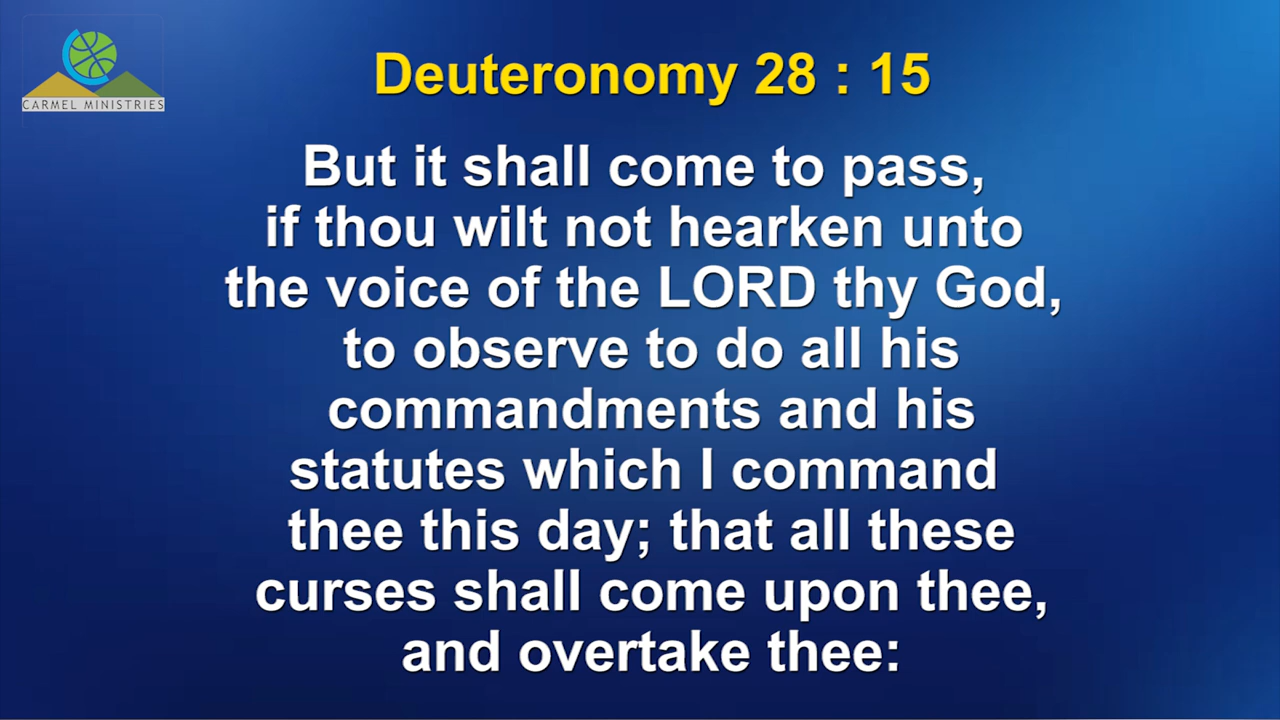 CARMEL MINISTRIES
Deuteronomy 28 : 15
But it shall come to pass,
if thou wilt not hearken unto
the voice of the LORD thy God,
to observe to do all his
commandments and his
statutes which I command
thee this day; that all these
curses shall come upon thee,
and overtake thee: